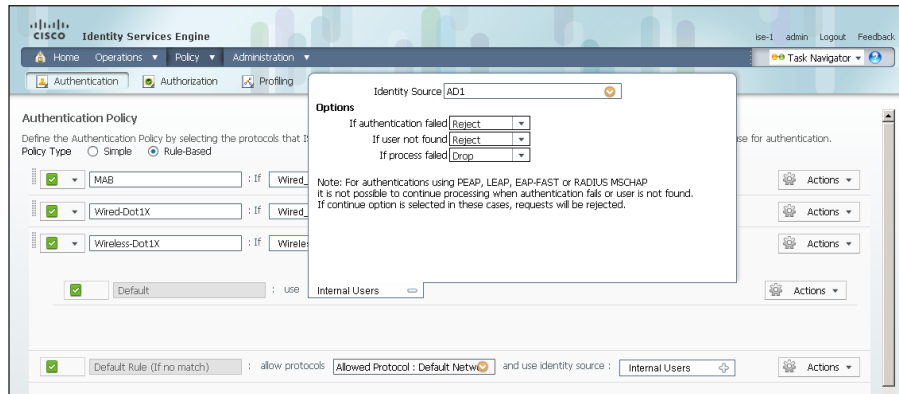 CISCO Identity Services Engine
ise-1 admin Logout Feedback
Home Operations Policy Administration
Task Navigator
Authentication Authorization Profiling
Identity Source AD1
Options
If authentication failed Reject
If user not found Reject
If process failed Drop
Note: For authentications using PEAP, LEAP, EAP-FAST or RADIUS MSCHAP
it is not possible to continue processing when authentication fails or user is not found.
If continue option is selected in these cases, requests will be rejected.
Authentication Policy
Define the Authentication Policy by selecting the protocols that se for authentication.
Policy Type Simple Rule-Based
MAB : If Wired_ Actions
Wired-Dot1X : If Wired_ Actions
Wireless-Dot1X : If Wireles Actions
Default : use Internal Users Actions
Default Rule (If no match) : allow protocols Allowed Protocol : Default Netwo and use identity source : Internal Users Actions